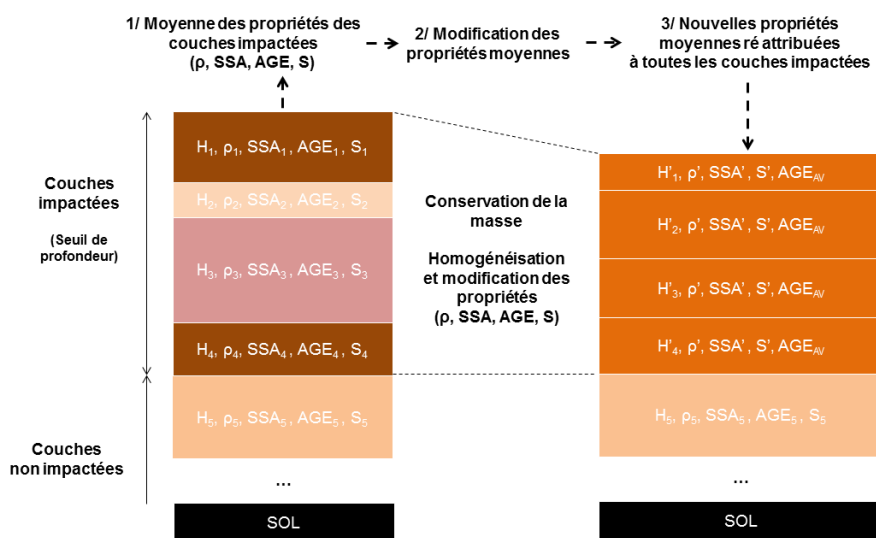 1/ Moyenne des propriétés des
couches impactées
(ρ, SSA, AGE, S)
2/ Modification des
propriétés moyennes
3/ Nouvelles propriétés
moyennes ré attribuées
à toutes les couches impactées
Couches
impactées
(Seuil de
profondeur)
H₁, ρ₁, SSA₁, AGE₁, S₁
H₂, ρ₂, SSA₂, AGE₂, S₂
H₃, ρ₃, SSA₃, AGE₃, S₃
H₄, ρ₄, SSA₄, AGE₄, S₄
Conservation de la
masse
Homogénéisation
et modification des
propriétés
(ρ, SSA, AGE, S)
H'₁, ρ', SSA', S', AGE_AV
H'₂, ρ', SSA', S', AGE_AV
H'₃, ρ', SSA', S', AGE_AV
H'₄, ρ', SSA', S', AGE_AV
Couches
non impactées
H₅, ρ₅, SSA₅, AGE₅, S₅
...
SOL
H₅, ρ₅, SSA₅, AGE₅, S₅
...
SOL